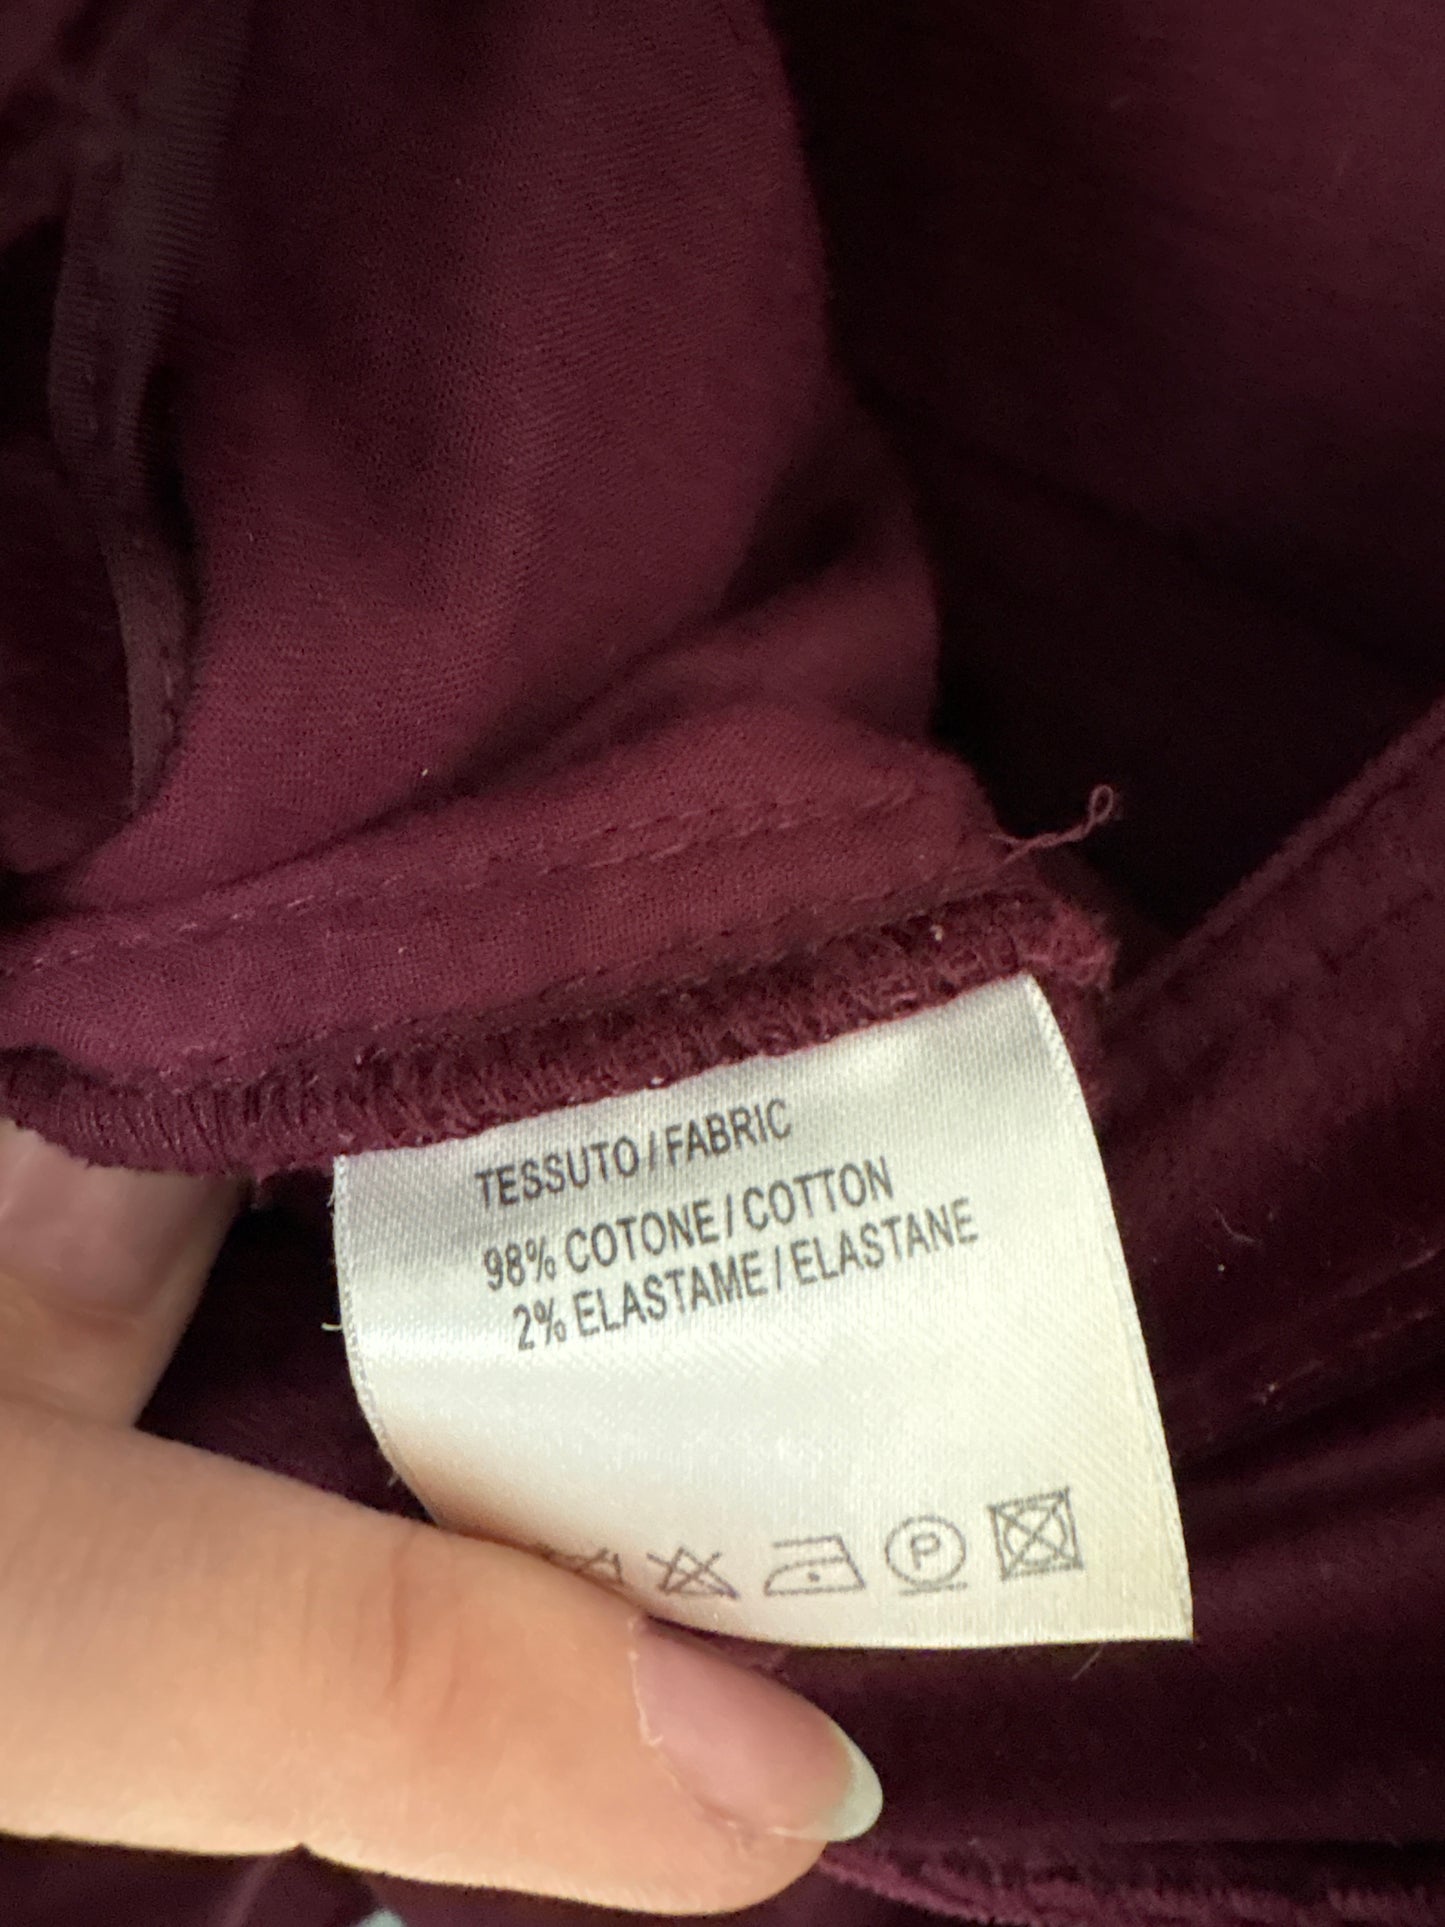 TESSUTO/FABRIC
98% COTONE/COTTON
2% ELASTAME/ELASTANE
P